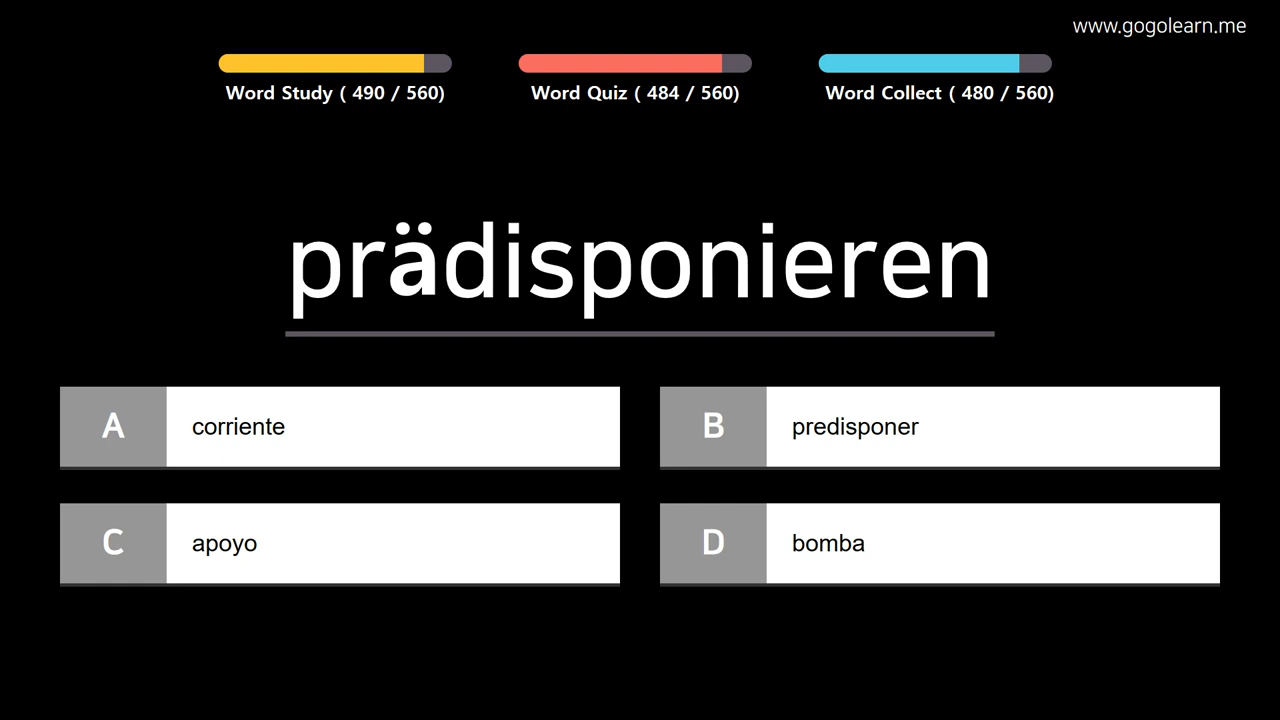 www.gogolearn.me
Word Study ( 490 / 560)
Word Quiz ( 484 / 560)
Word Collect ( 480 / 560)
prädisponieren
A corriente
B predisponer
C apoyo
D bomba